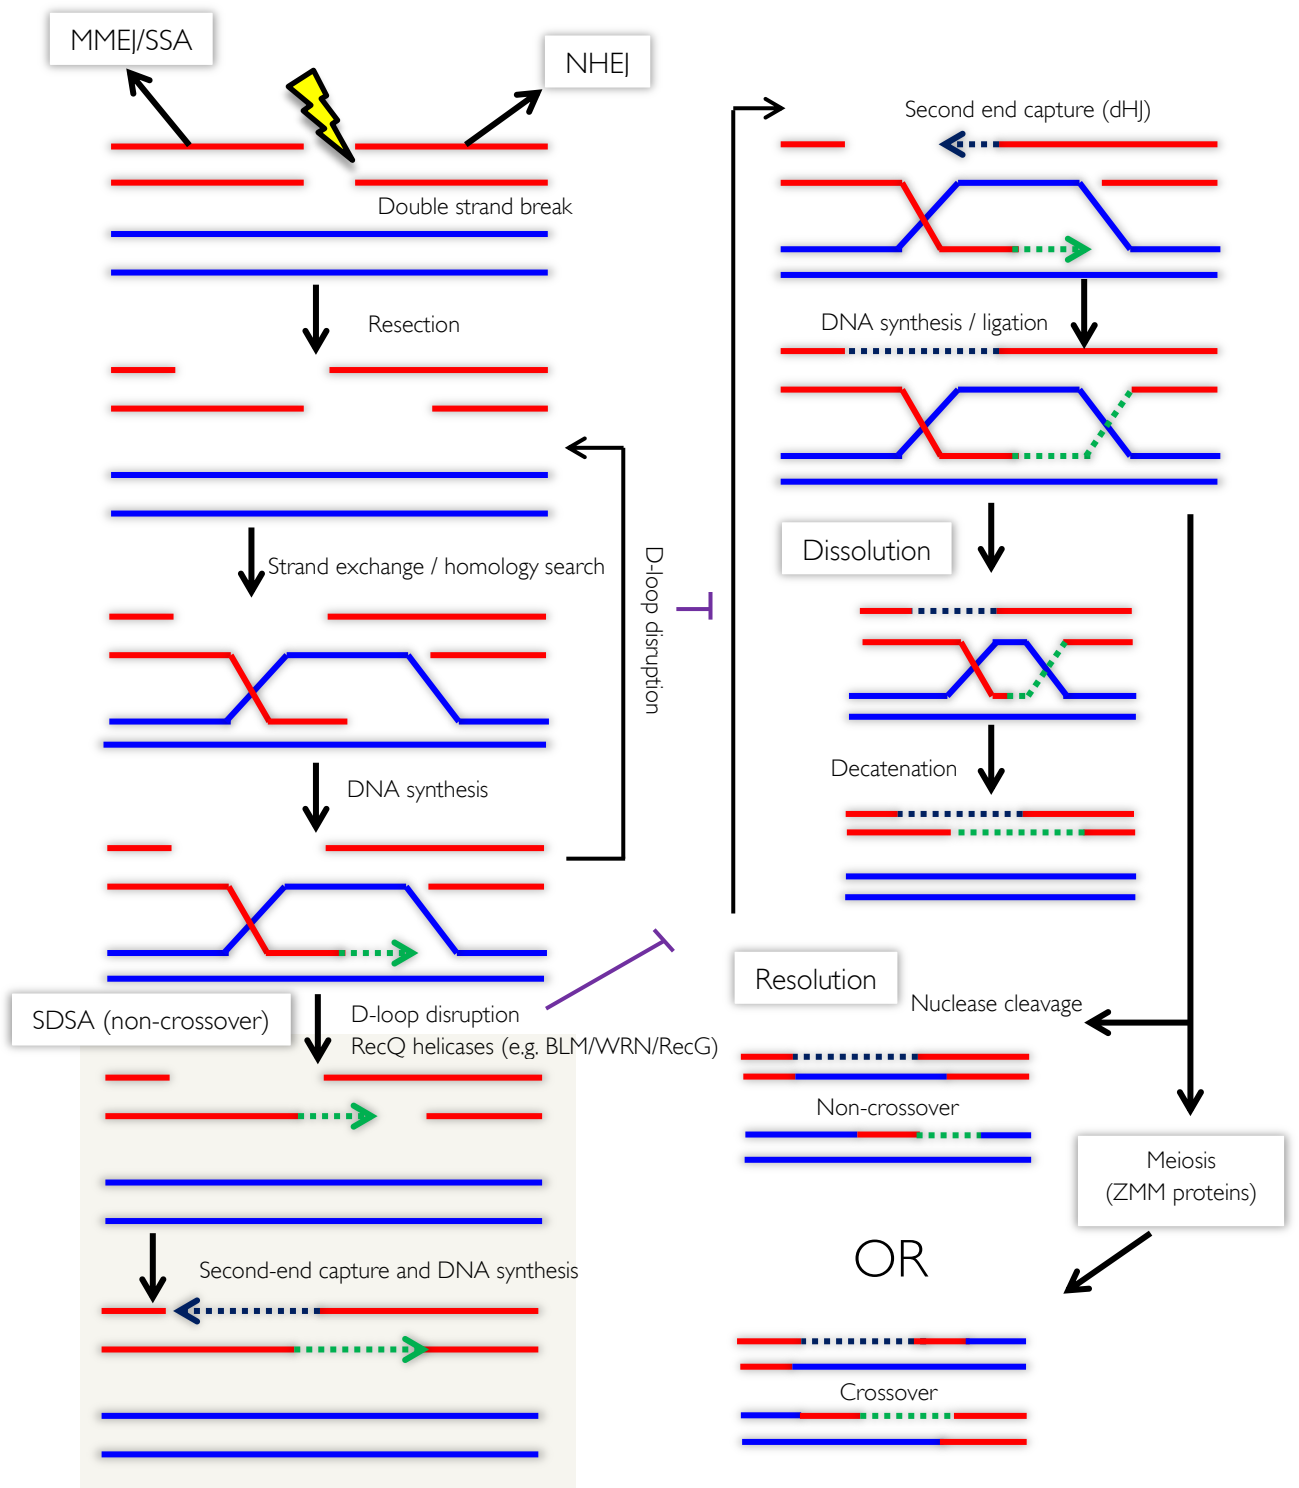 MMEJ/SSA
NHEJ
Double strand break
Resection
Strand exchange / homology search
D-loop disruption
DNA synthesis
SDSA (non-crossover)
D-loop disruption
RecQ helicases (e.g. BLM/WRN/RecG)
Second-end capture and DNA synthesis
Second end capture (dHJ)
DNA synthesis / ligation
Dissolution
Decatenation
Resolution
Nuclease cleavage
Non-crossover
Meiosis
(ZMM proteins)
OR
Crossover